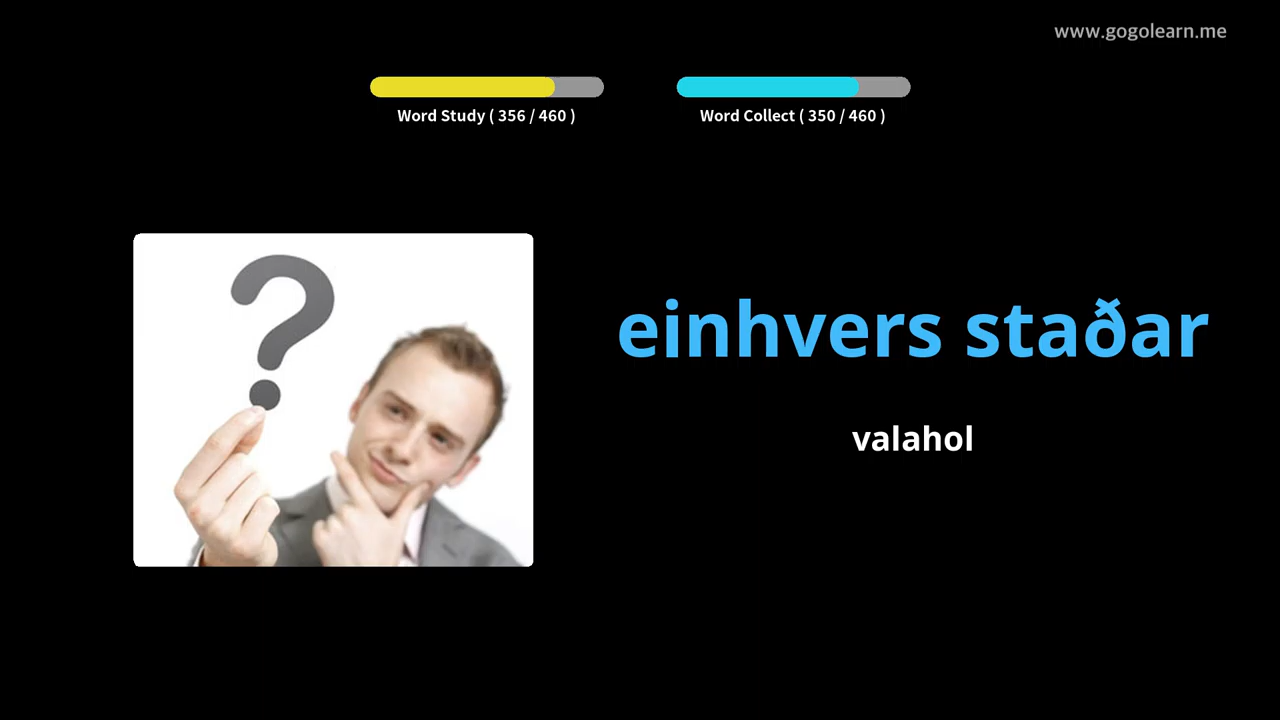 www.gogolearn.me
Word Study ( 356 / 460 )
Word Collect ( 350 / 460 )
einhvers staðar
valahol